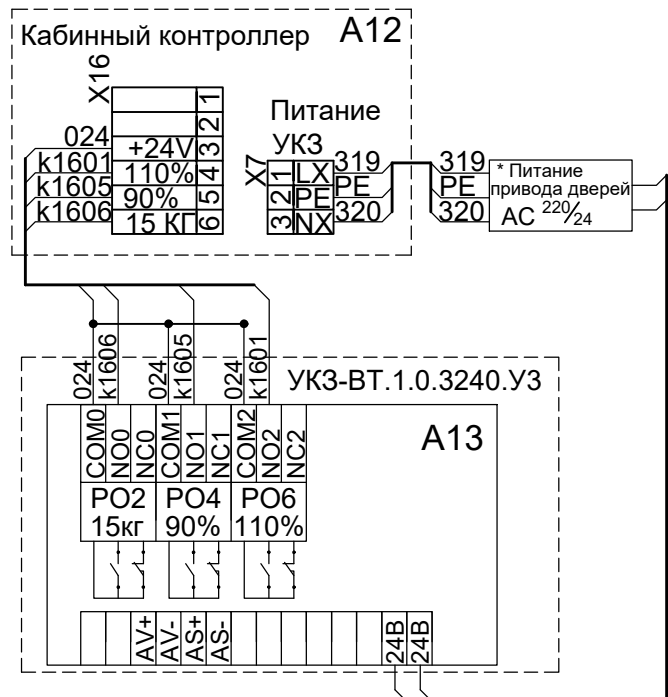 Кабинный контроллер A12
X16
1
2
024 +24V 3
k1601 110% 4
k1605 90% 5
k1606 15 КГ 6
Питание
УКЗ
X7
1 LX 319
2 PE PE
3 NX 320
319
PE
320
* Питание
привода дверей
AC 220/24
024 k1606 024 k1605 024 k1601
УКЗ-ВТ.1.0.3240.У3
A13
COM0 NO0 NC0 COM1 NO1 NC1 COM2 NO2 NC2
PO2 PO4 PO6
15кг 90% 110%
AV+ AV- AS+ AS- 24В 24В